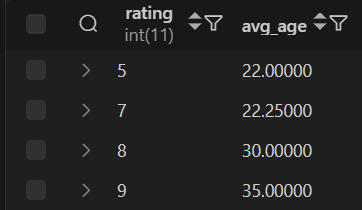 rating
int(11)
avg_age
5 22.00000
7 22.25000
8 30.00000
9 35.00000